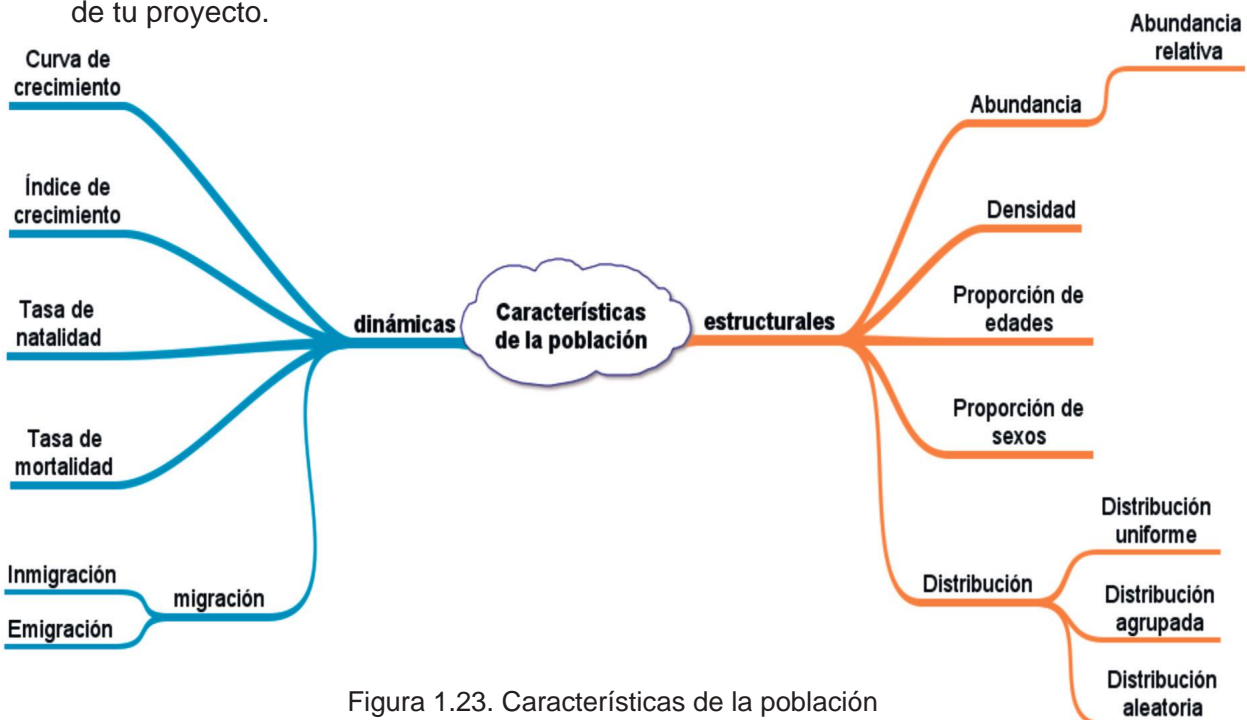 de tu proyecto.
Curva de
crecimiento
Índice de
crecimiento
Tasa de
natalidad
Tasa de
mortalidad
Inmigración
Emigración
migración
dinámicas
Características
de la población
estructurales
Abundancia
Abundancia
relativa
Densidad
Proporción de
edades
Proporción de
sexos
Distribución
Distribución
uniforme
Distribución
agrupada
Distribución
aleatoria
Figura 1.23. Características de la población